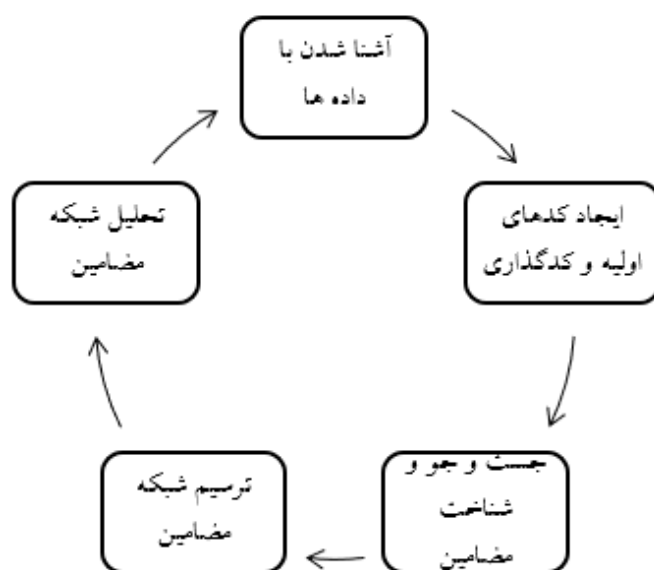 آشنا شدن با
داده ها
ایجاد کدهای
اولیه و کدگذاری
جست و جو و
شناخت
مضامین
ترسیم شبکه
مضامین
تحلیل شبکه
مضامین